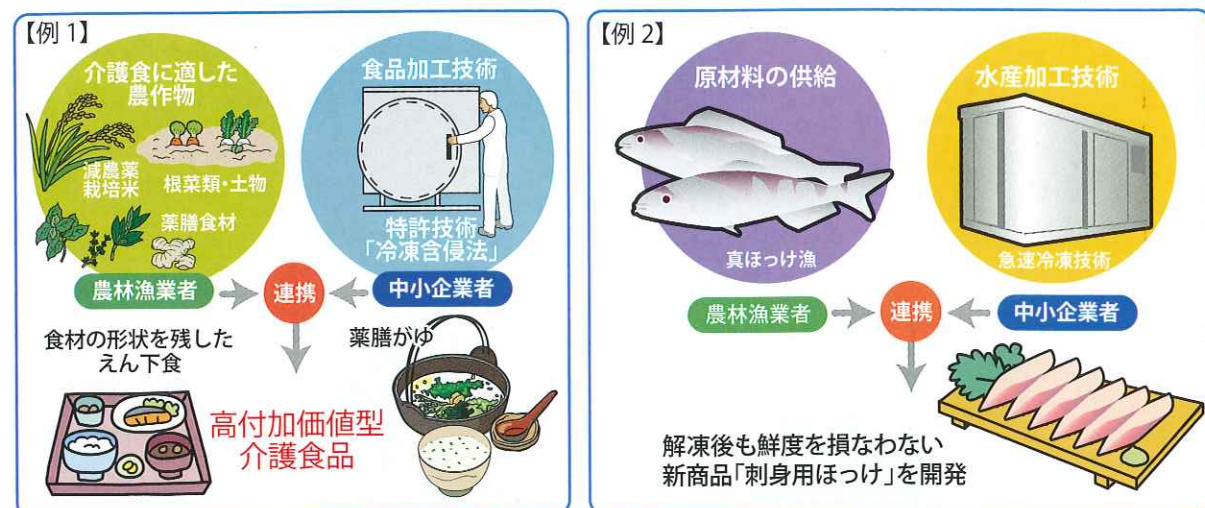 【例 1】
介護食に適した
農作物
減農薬
栽培米
根菜類・土物
薬膳食材
食品加工技術
特許技術
「冷凍含侵法」
農林漁業者
連携
中小企業者
食材の形状を残した
えん下食
薬膳がゆ
高付加価値型
介護食品
【例 2】
原材料の供給
真ほっけ漁
水産加工技術
急速冷凍技術
農林漁業者
連携
中小企業者
解凍後も鮮度を損なわない
新商品「刺身用ほっけ」を開発